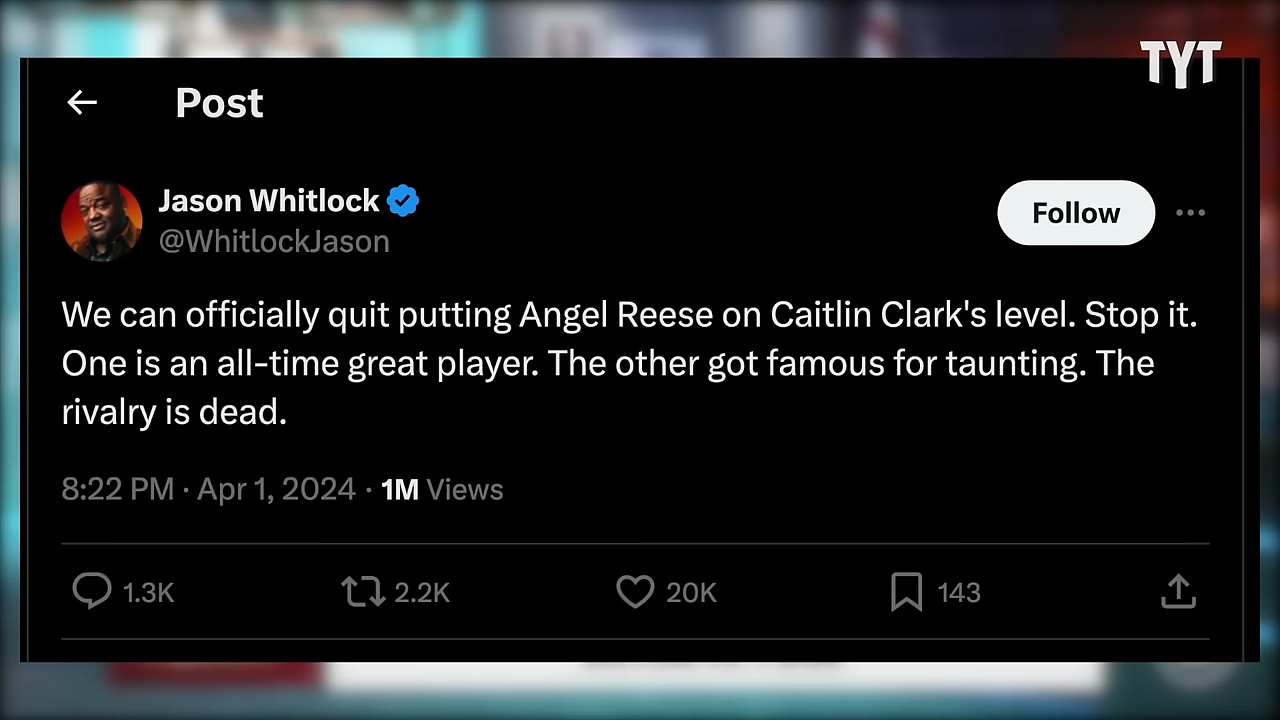 TYT
Post
Jason Whitlock
@WhitlockJason
Follow
We can officially quit putting Angel Reese on Caitlin Clark's level. Stop it.
One is an all-time great player. The other got famous for taunting. The
rivalry is dead.
8:22 PM · Apr 1, 2024 · 1M Views
1.3K 2.2K 20K 143